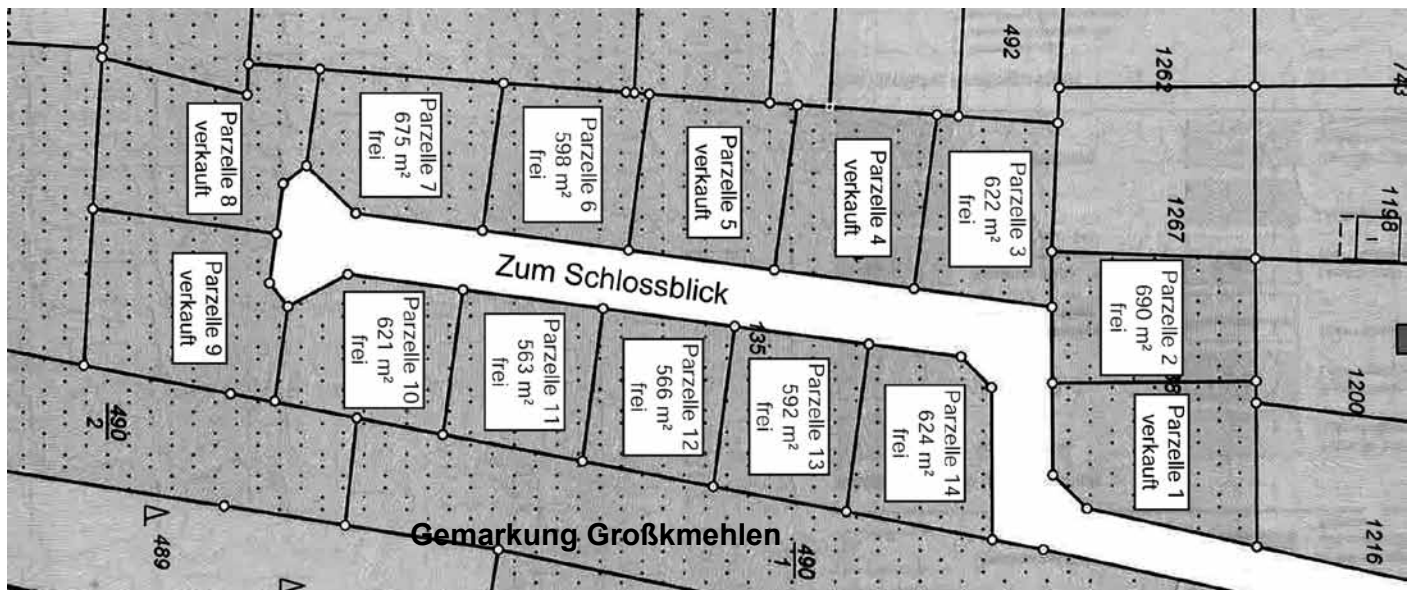 492
1262
743
1267
1198
1200
1216
Parzelle 8
verkauft
Parzelle 7
675 m²
frei
Parzelle 6
598 m²
frei
Parzelle 5
verkauft
Parzelle 4
verkauft
Parzelle 3
622 m²
frei
Parzelle 2
690 m²
frei
Parzelle 1
verkauft
Zum Schlossblick
Parzelle 9
verkauft
Parzelle 10
621 m²
frei
Parzelle 11
563 m²
frei
Parzelle 12
566 m²
frei
135
Parzelle 13
592 m²
frei
Parzelle 14
624 m²
frei
490
2
Gemarkung Großkmehlen
490
1
489